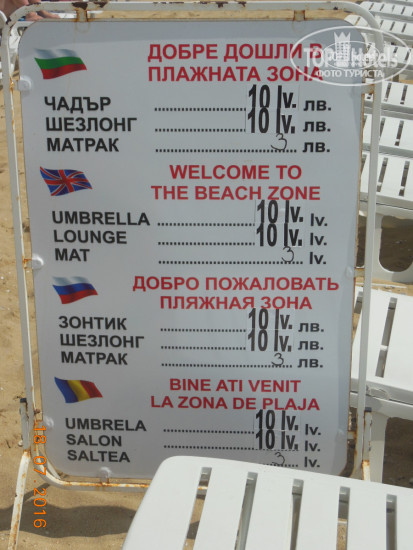 ДОБРЕ ДОШЛИ В
ПЛАЖНАТА ЗОНА
ЧАДЪР 10 lv. лв.
ШЕЗЛОНГ 10 lv. лв.
МАТРАК 3 лв.
WELCOME TO
THE BEACH ZONE
UMBRELLA 10 lv. lv.
LOUNGE 10 lv. lv.
MAT 3 lv.
ДОБРО ПОЖАЛОВАТЬ
ПЛЯЖНАЯ ЗОНА
ЗОНТИК 10 lv. лв.
ШЕЗЛОНГ 10 lv. лв.
МАТРАК 3 лв.
BINE ATI VENIT
LA ZONA DE PLAJA
UMBRELA 10 lv. lv.
SALON 10 lv. lv.
SALTEA 3 lv.
Top Hotels
ФОТО ТУРИСТА
18.07.2016